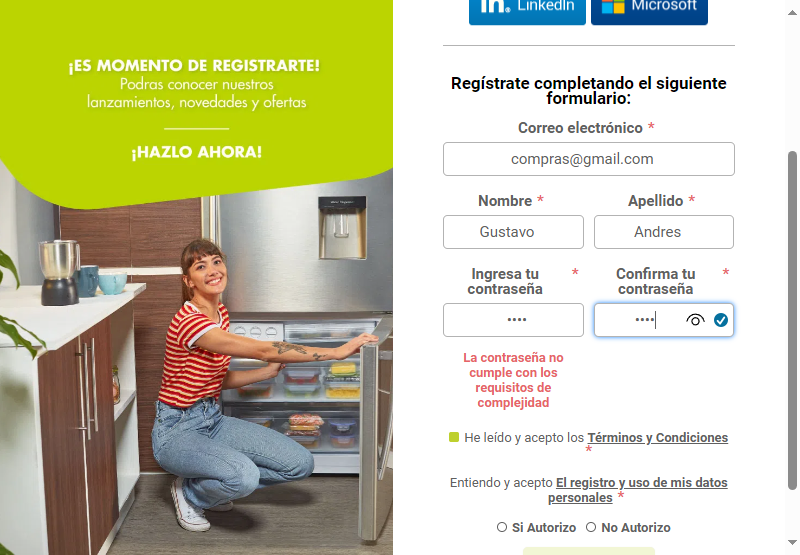 ¡ES MOMENTO DE REGISTRARTE!
Podras conocer nuestros
lanzamientos, novedades y ofertas
¡HAZLO AHORA!
in. LinkedIn
Microsoft
Regístrate completando el siguiente
formulario:
Correo electrónico *
compras@gmail.com
Nombre *
Apellido *
Gustavo
Andres
Ingresa tu *
contraseña
Confirma tu *
contraseña
••••
••••
La contraseña no
cumple con los
requisitos de
complejidad
He leído y acepto los Términos y Condiciones
*
Entiendo y acepto El registro y uso de mis datos
personales *
Si Autorizo
No Autorizo